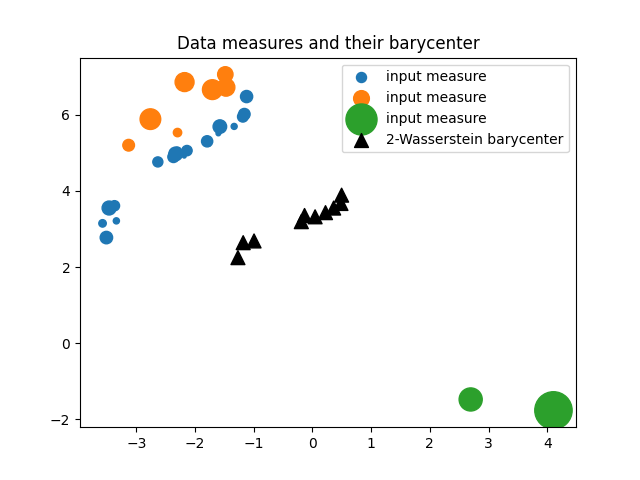 Data measures and their barycenter
input measure
input measure
input measure
2-Wasserstein barycenter
6
4
2
0
−2
−3 −2 −1 0 1 2 3 4